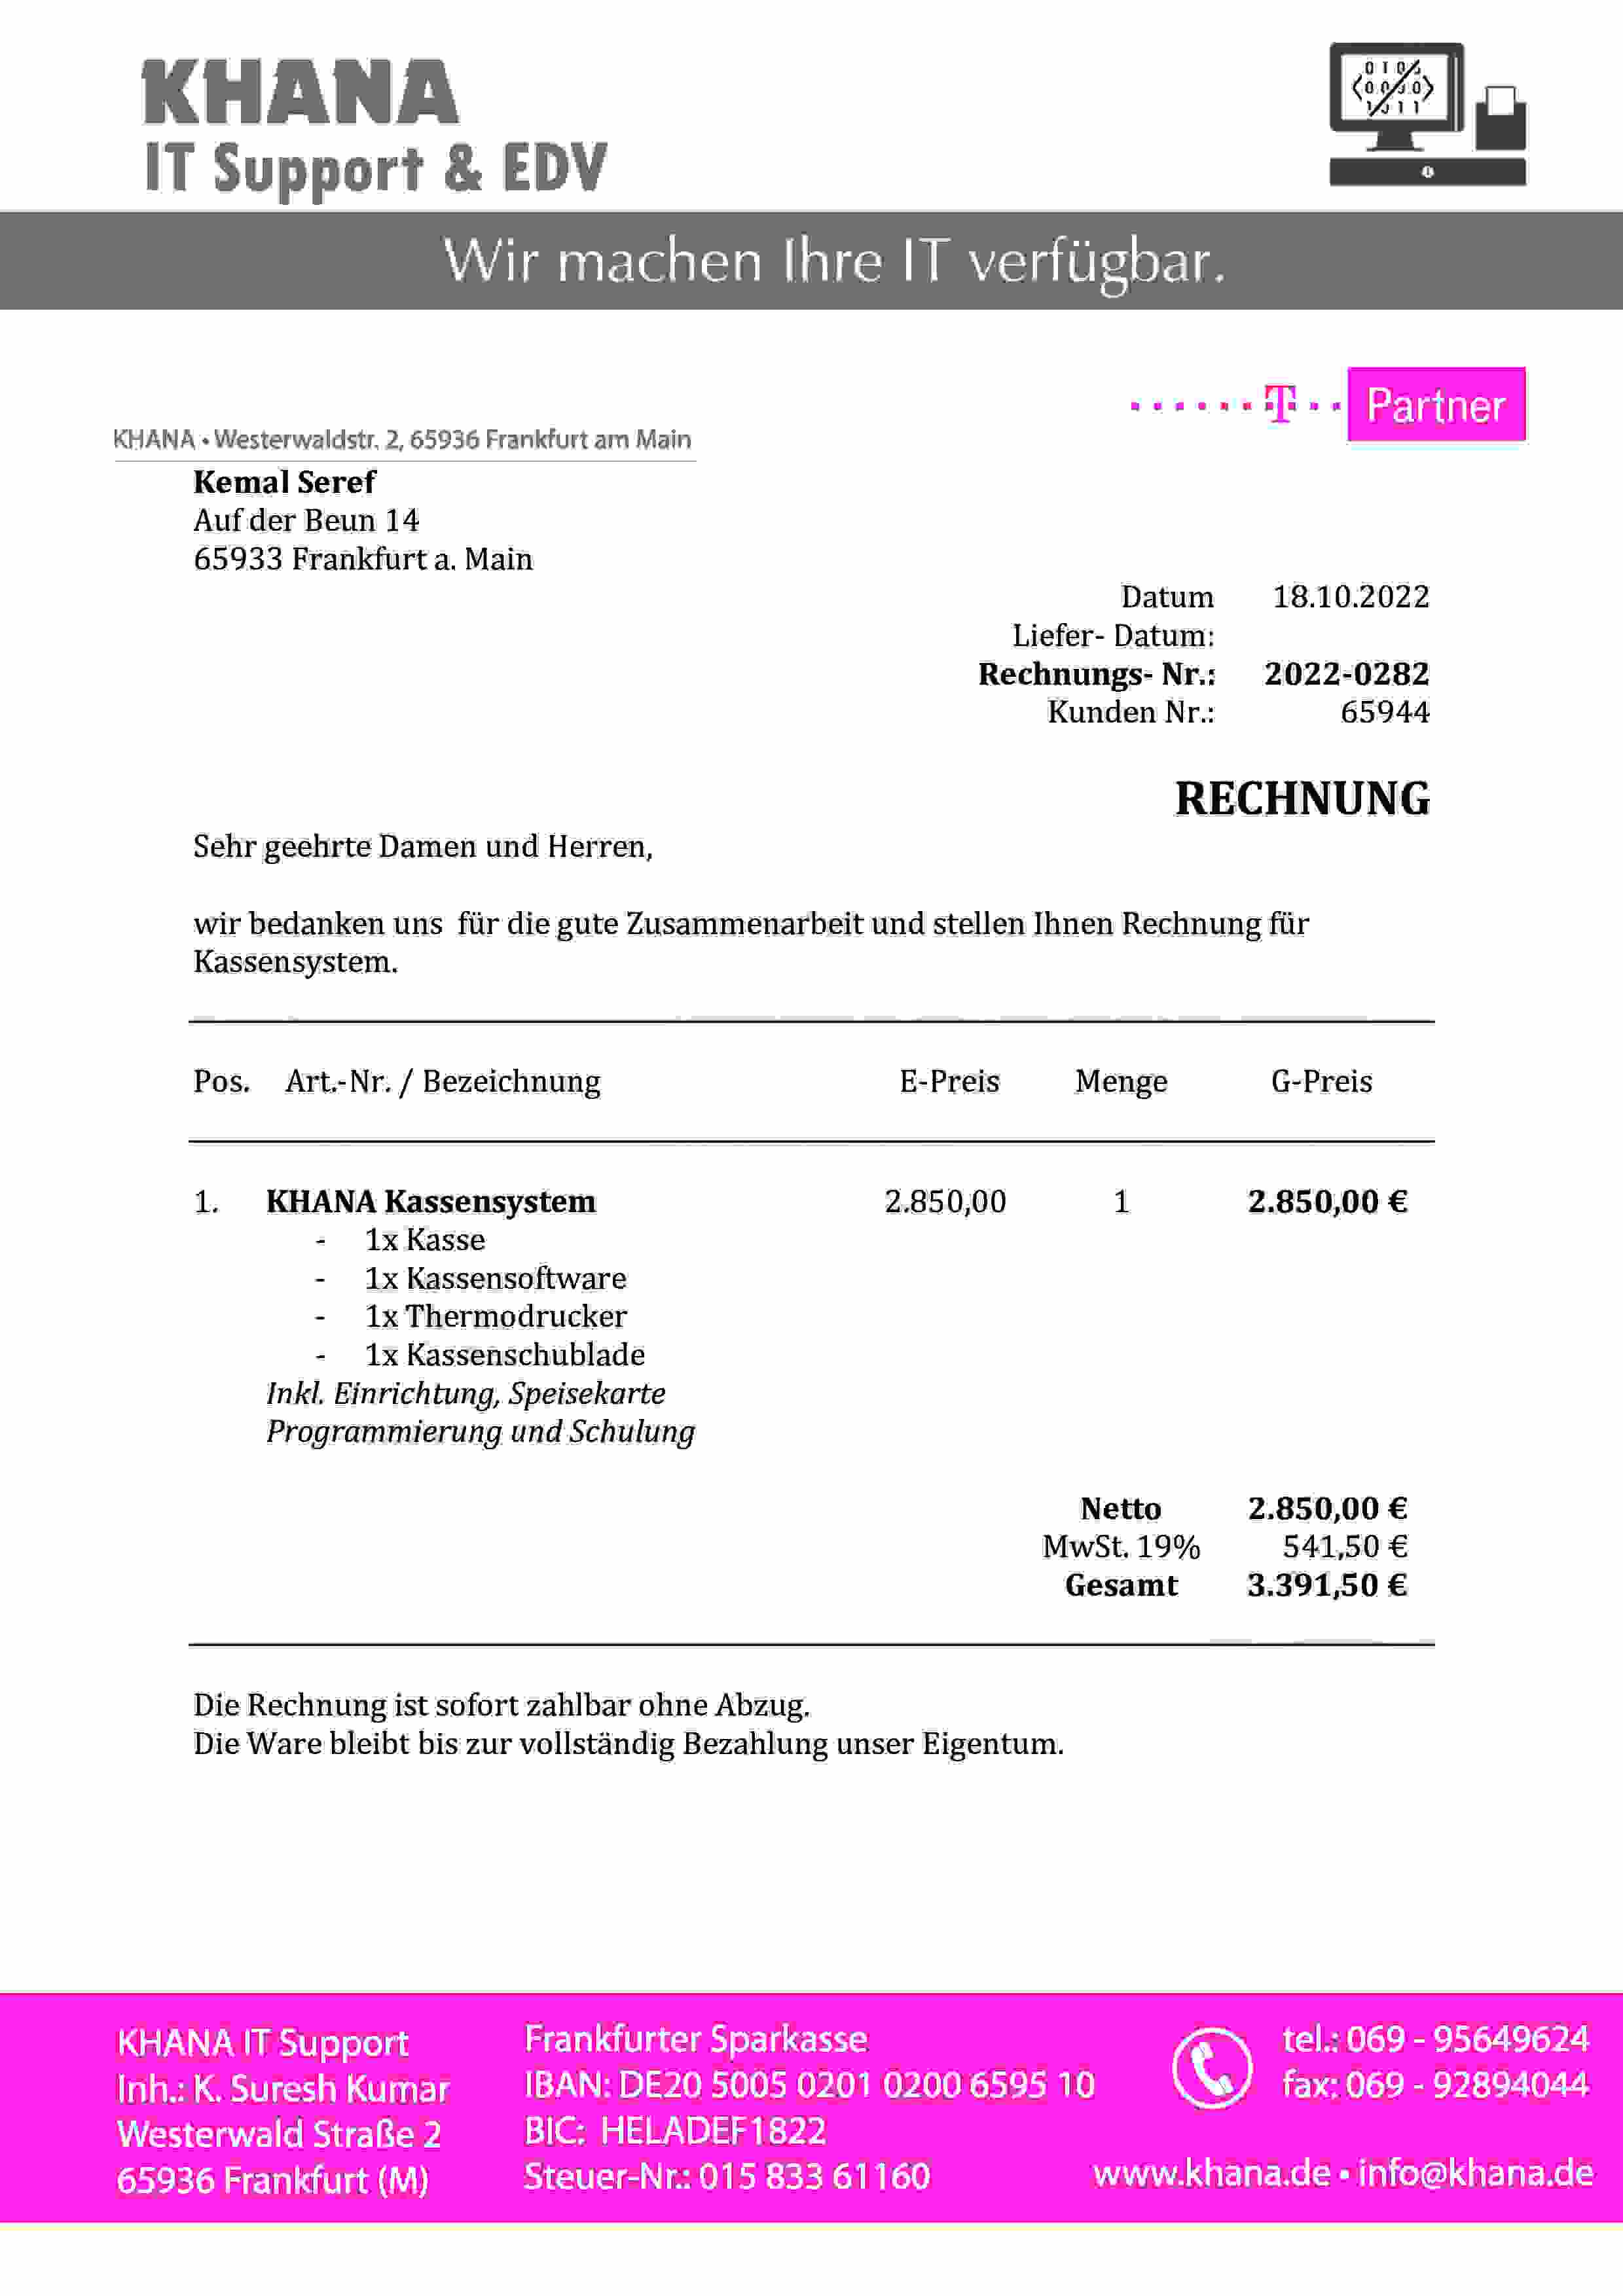 KHANA
IT Support & EDV
Wir machen Ihre IT verfügbar.
T Partner
KHANA • Westerwaldstr. 2, 65936 Frankfurt am Main
Kemal Seref
Auf der Beun 14
65933 Frankfurt a. Main
Datum 18.10.2022
Liefer- Datum:
Rechnungs- Nr.: 2022-0282
Kunden Nr.: 65944
RECHNUNG
Sehr geehrte Damen und Herren,
wir bedanken uns für die gute Zusammenarbeit und stellen Ihnen Rechnung für
Kassensystem.
Pos. Art.-Nr. / Bezeichnung E-Preis Menge G-Preis
1. KHANA Kassensystem 2.850,00 1 2.850,00 €
- 1x Kasse
- 1x Kassensoftware
- 1x Thermodrucker
- 1x Kassenschublade
Inkl. Einrichtung, Speisekarte
Programmierung und Schulung
Netto 2.850,00 €
MwSt. 19% 541,50 €
Gesamt 3.391,50 €
Die Rechnung ist sofort zahlbar ohne Abzug.
Die Ware bleibt bis zur vollständig Bezahlung unser Eigentum.
KHANA IT Support
Inh.: K. Suresh Kumar
Westerwald Straße 2
65936 Frankfurt (M)
Frankfurter Sparkasse
IBAN: DE20 5005 0201 0200 6595 10
BIC: HELADEF1822
Steuer-Nr.: 015 833 61160
tel.: 069 - 95649624
fax: 069 - 92894044
www.khana.de • info@khana.de